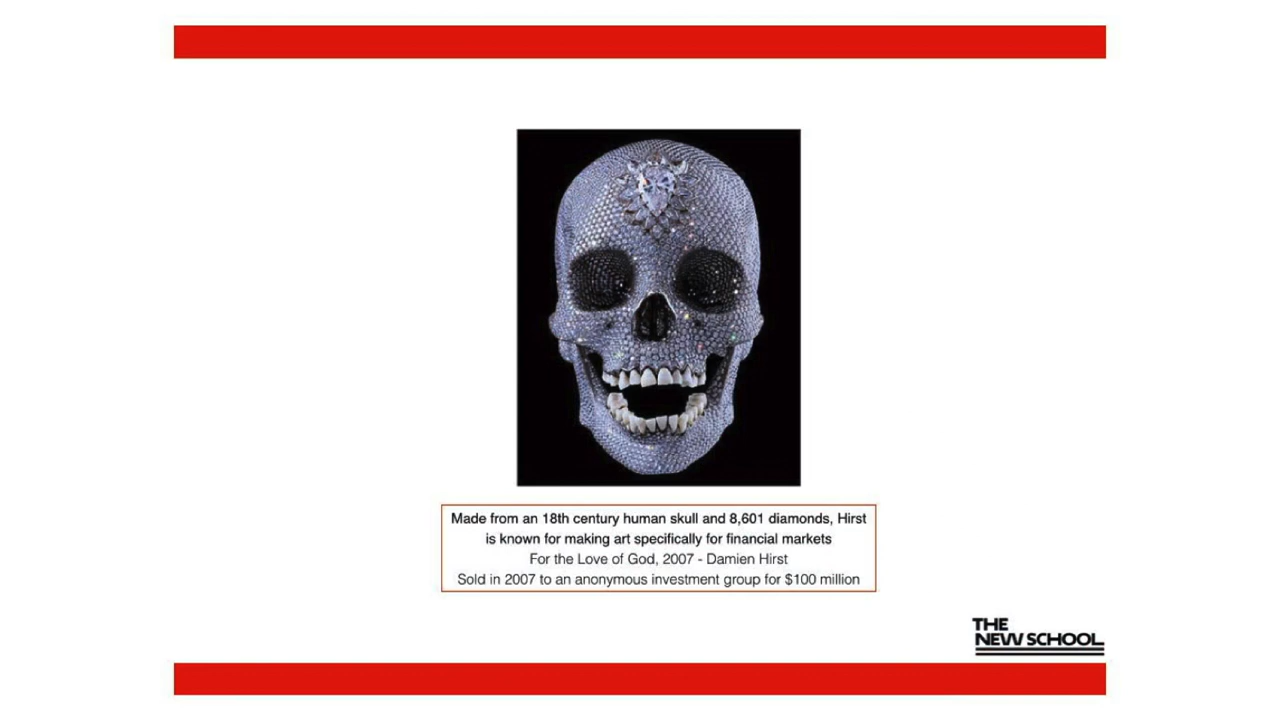 Made from an 18th century human skull and 8,601 diamonds, Hirst
is known for making art specifically for financial markets
For the Love of God, 2007 - Damien Hirst
Sold in 2007 to an anonymous investment group for $100 million
THE
NEW SCHOOL